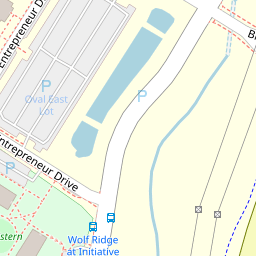 Entrepreneur D
B
P
P
Oval East
Lot
P
Entrepreneur Drive
Wolf Ridge
at Initiative
stern